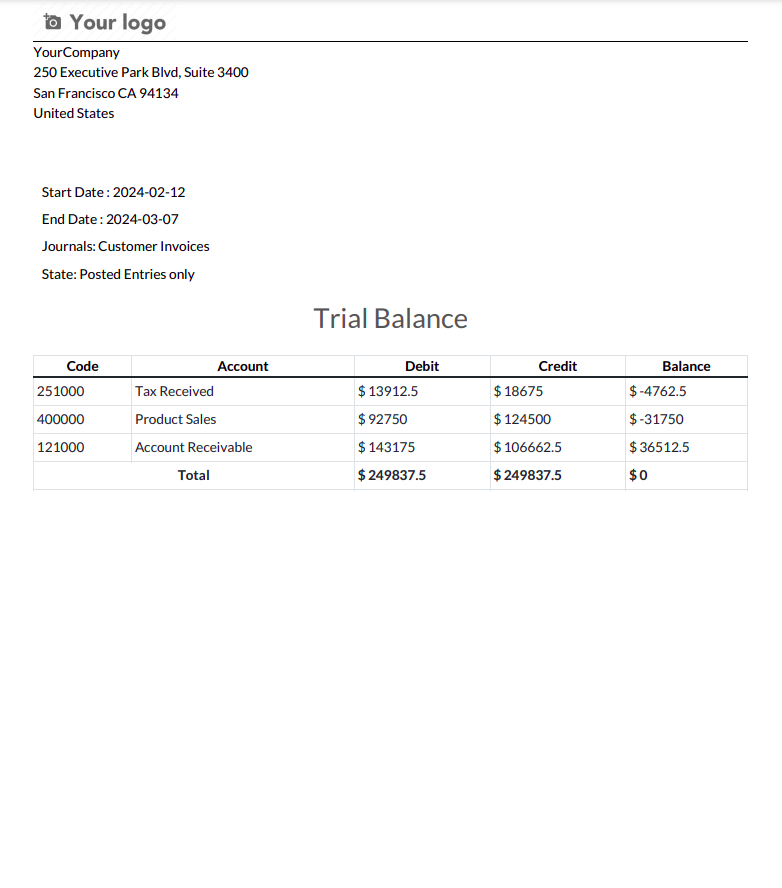 Your logo
YourCompany
250 Executive Park Blvd, Suite 3400
San Francisco CA 94134
United States
Start Date : 2024-02-12
End Date : 2024-03-07
Journals: Customer Invoices
State: Posted Entries only
Trial Balance
Code Account Debit Credit Balance
251000 Tax Received $ 13912.5 $ 18675 $ -4762.5
400000 Product Sales $ 92750 $ 124500 $ -31750
121000 Account Receivable $ 143175 $ 106662.5 $ 36512.5
Total $ 249837.5 $ 249837.5 $ 0